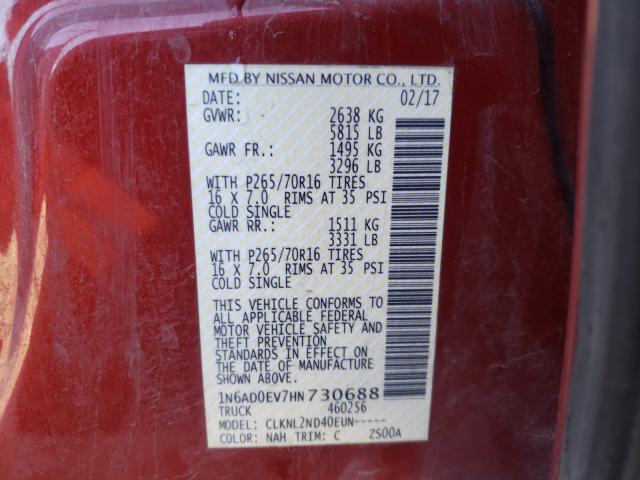 MFD BY NISSAN MOTOR CO., LTD.
DATE: 02/17
GVWR: 2638 KG
5815 LB
GAWR FR.: 1495 KG
3296 LB
WITH P265/70R16 TIRES
16 X 7.0 RIMS AT 35 PSI
COLD SINGLE
GAWR RR.: 1511 KG
3331 LB
WITH P265/70R16 TIRES
16 X 7.0 RIMS AT 35 PSI
COLD SINGLE
THIS VEHICLE CONFORMS TO
ALL APPLICABLE FEDERAL
MOTOR VEHICLE SAFETY AND
THEFT PREVENTION
STANDARDS IN EFFECT ON
THE DATE OF MANUFACTURE
SHOWN ABOVE.
1N6AD0EV7HN730688
TRUCK 460256
MODEL: CLKNL2ND40EUN-----
COLOR: NAH TRIM: C ZS00A